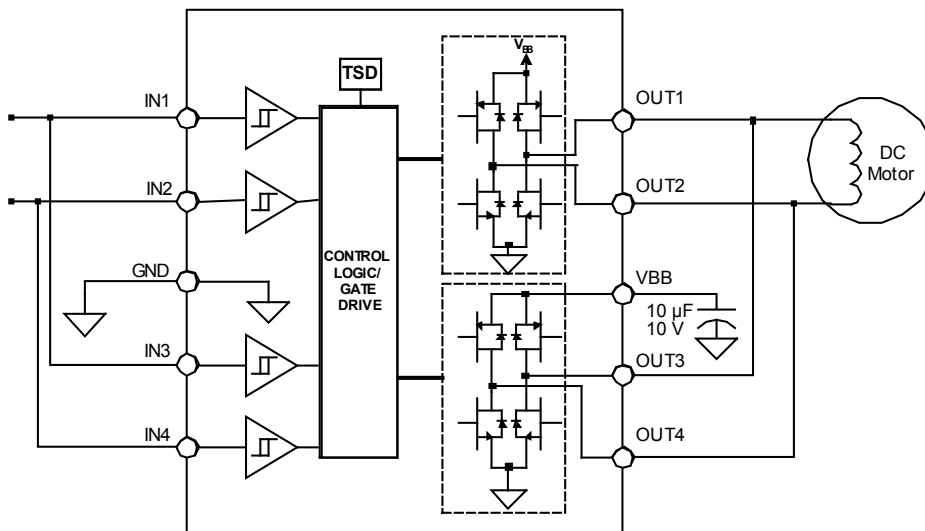 VBB
TSD
IN1
OUT1
DC
Motor
IN2
OUT2
CONTROL
LOGIC/
GATE
DRIVE
GND
VBB
10 µF
10 V
IN3
OUT3
IN4
OUT4